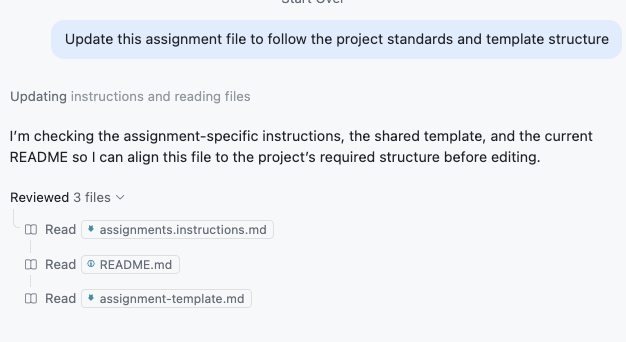 Start Over
Update this assignment file to follow the project standards and template structure
Updating instructions and reading files
I'm checking the assignment-specific instructions, the shared template, and the current
README so I can align this file to the project's required structure before editing.
Reviewed 3 files
Read assignments.instructions.md
Read README.md
Read assignment-template.md